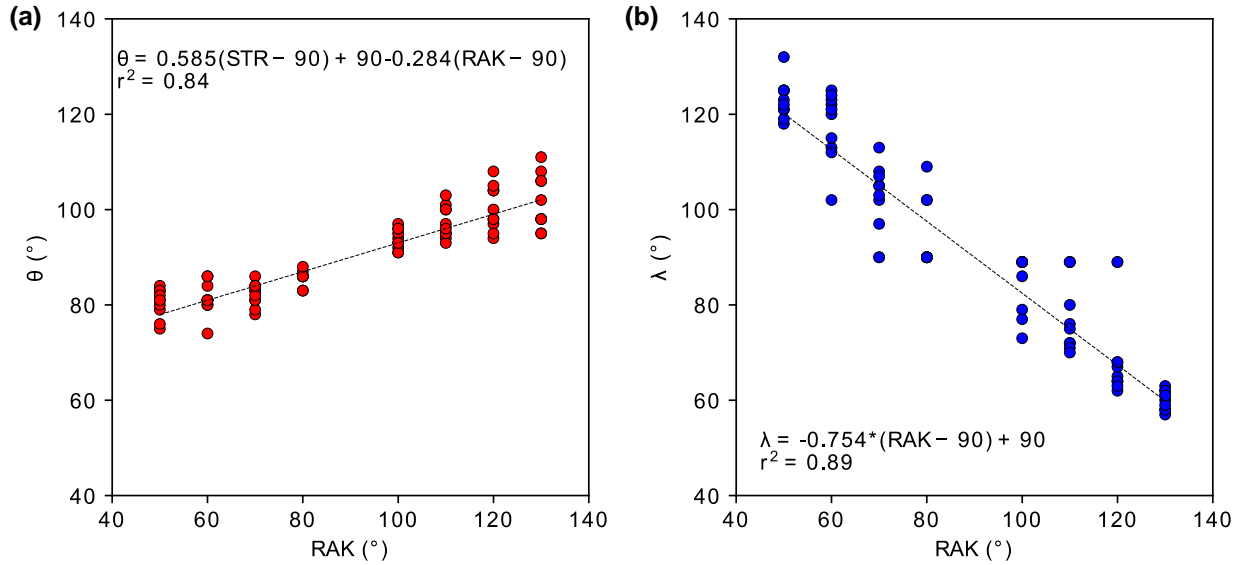 (a)
θ = 0.585(STR − 90) + 90-0.284(RAK − 90)
r² = 0.84
140
120
100
80
60
40
θ (°)
40 60 80 100 120 140
RAK (°)
(b)
140
120
100
80
60
40
λ (°)
λ = -0.754*(RAK − 90) + 90
r² = 0.89
40 60 80 100 120 140
RAK (°)